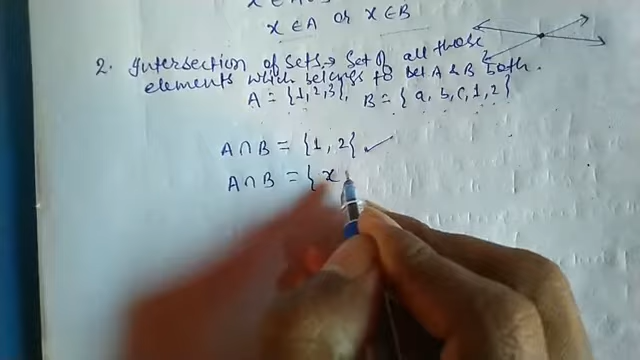 x ∈ A or x ∈ B
2. Intersection of sets → Set of all those
elements which belongs to set A & B both.
A = {1, 2, 3}, B = {a, b, c, 1, 2}
A ∩ B = {1, 2} ✓
A ∩ B = { x